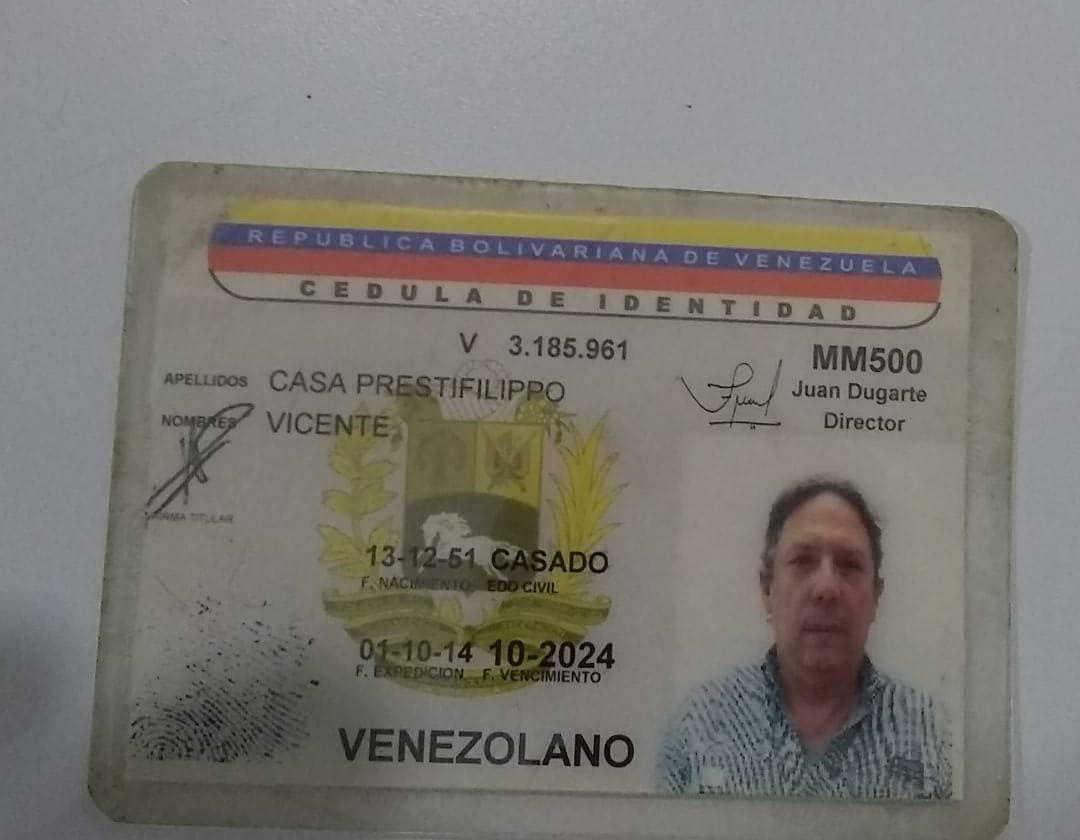 REPUBLICA BOLIVARIANA DE VENEZUELA
CEDULA DE IDENTIDAD
V 3.185.961
MM500
Juan Dugarte
Director
APELLIDOS CASA PRESTIFILIPPO
NOMBRES VICENTE
FIRMA TITULAR
13-12-51 CASADO
F. NACIMIENTO EDO CIVIL
01-10-14 10-2024
F. EXPEDICION F. VENCIMIENTO
VENEZOLANO